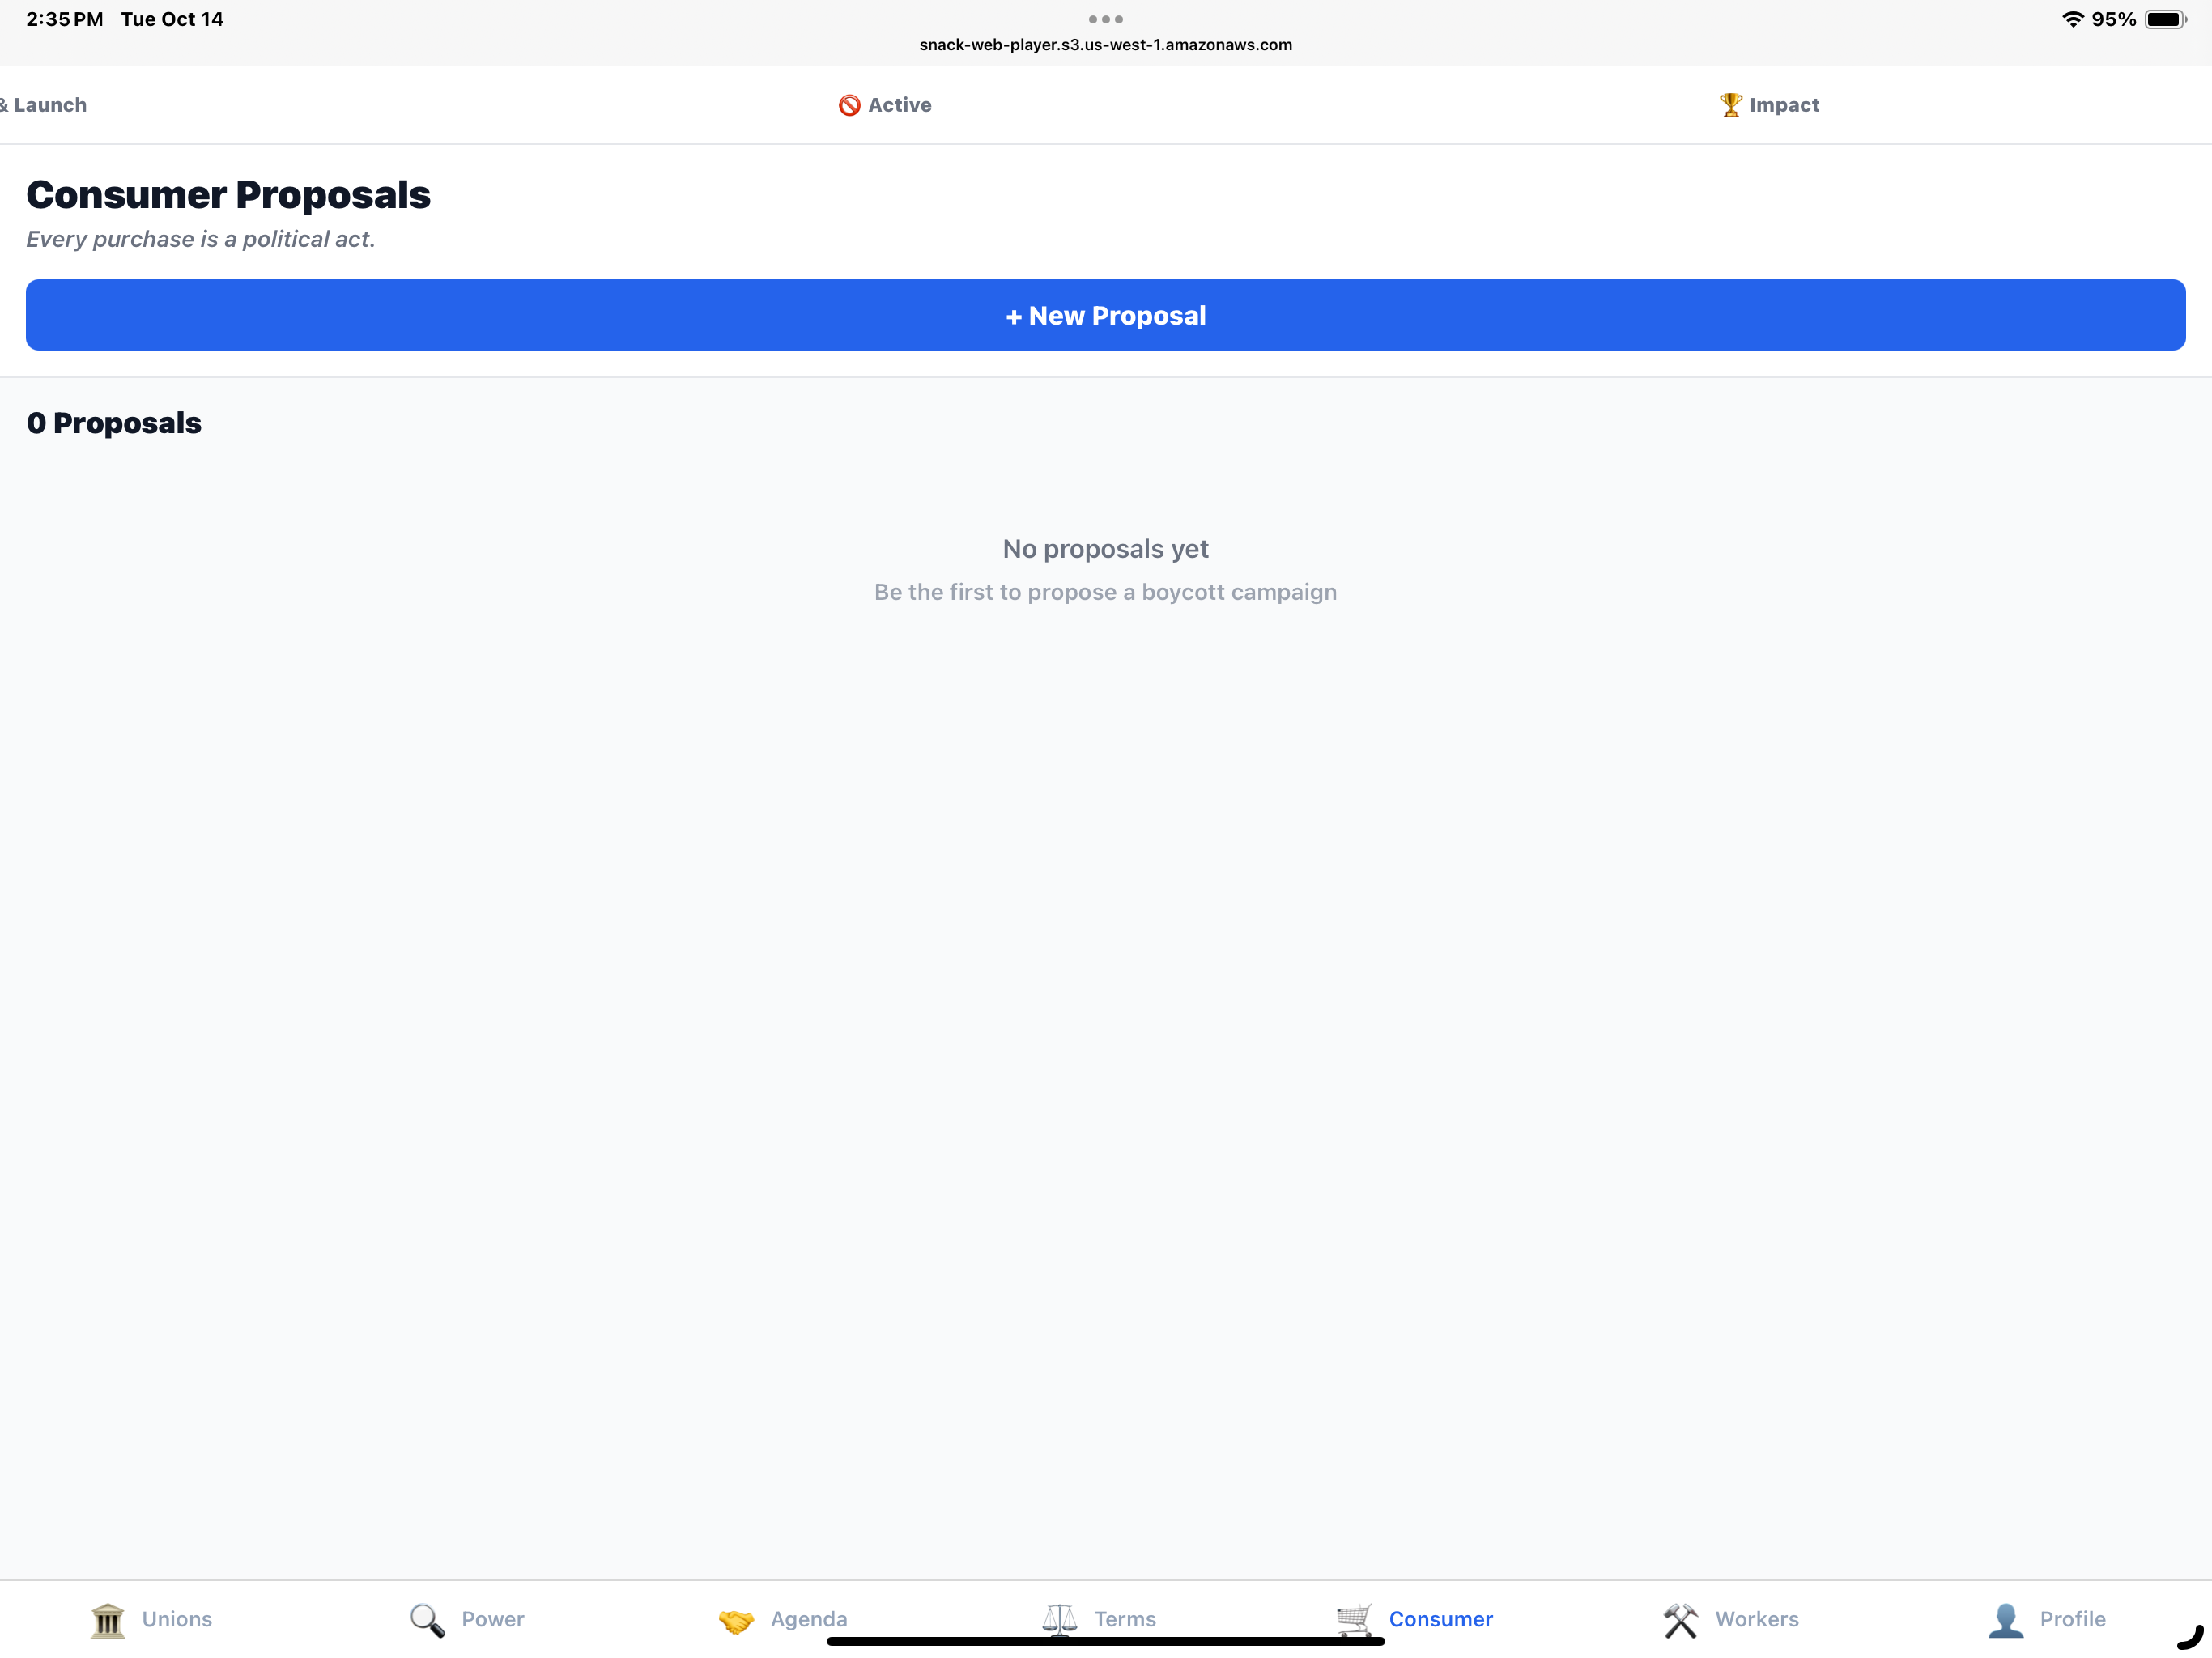 2:35 PM Tue Oct 14
95%
snack-web-player.s3.us-west-1.amazonaws.com
& Launch
Active
Impact
Consumer Proposals
Every purchase is a political act.
+ New Proposal
0 Proposals
No proposals yet
Be the first to propose a boycott campaign
Unions
Power
Agenda
Terms
Consumer
Workers
Profile